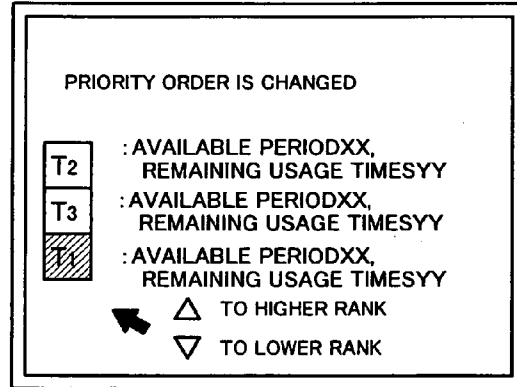 PRIORITY ORDER IS CHANGED
T2 : AVAILABLE PERIODXX,
REMAINING USAGE TIMESYY
T3 : AVAILABLE PERIODXX,
REMAINING USAGE TIMESYY
T1 : AVAILABLE PERIODXX,
REMAINING USAGE TIMESYY
△ TO HIGHER RANK
▽ TO LOWER RANK